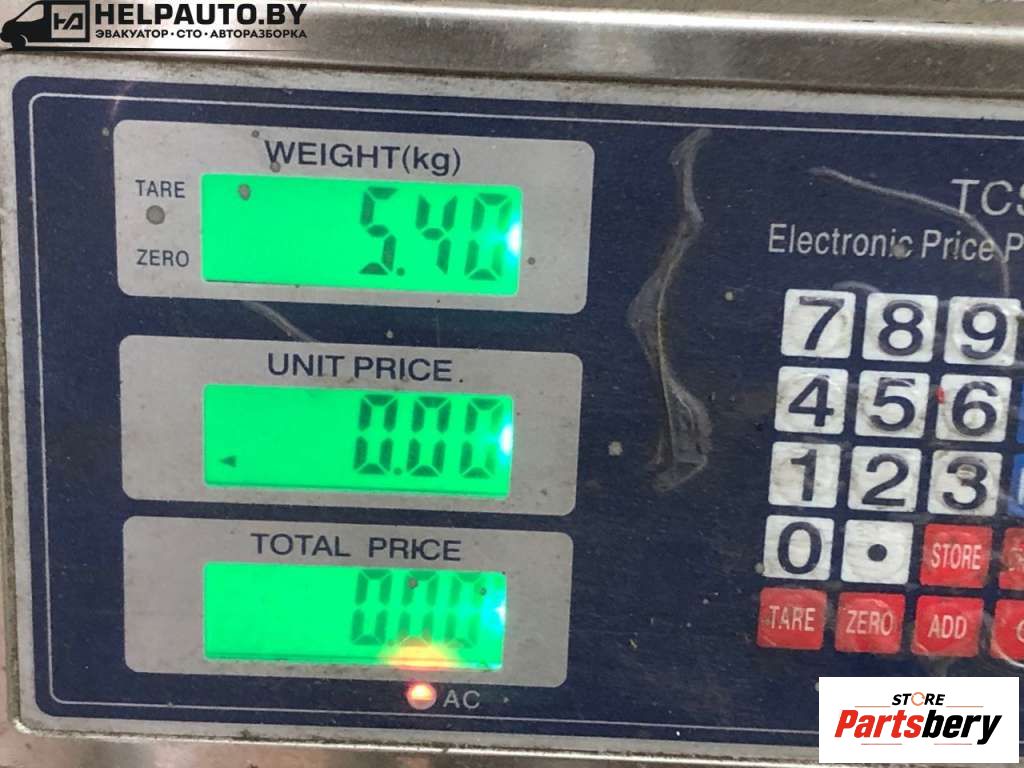 HELPAUTO.BY
ЭВАКУАТОР · СТО · АВТОРАЗБОРКА
WEIGHT(kg)
TARE
5.40
ZERO
UNIT PRICE
0.00
TOTAL PRICE
0.00
AC
TCS
Electronic Price P
7 8 9
4 5 6
1 2 3
0 • STORE
TARE ZERO ADD
STORE
Partsbery